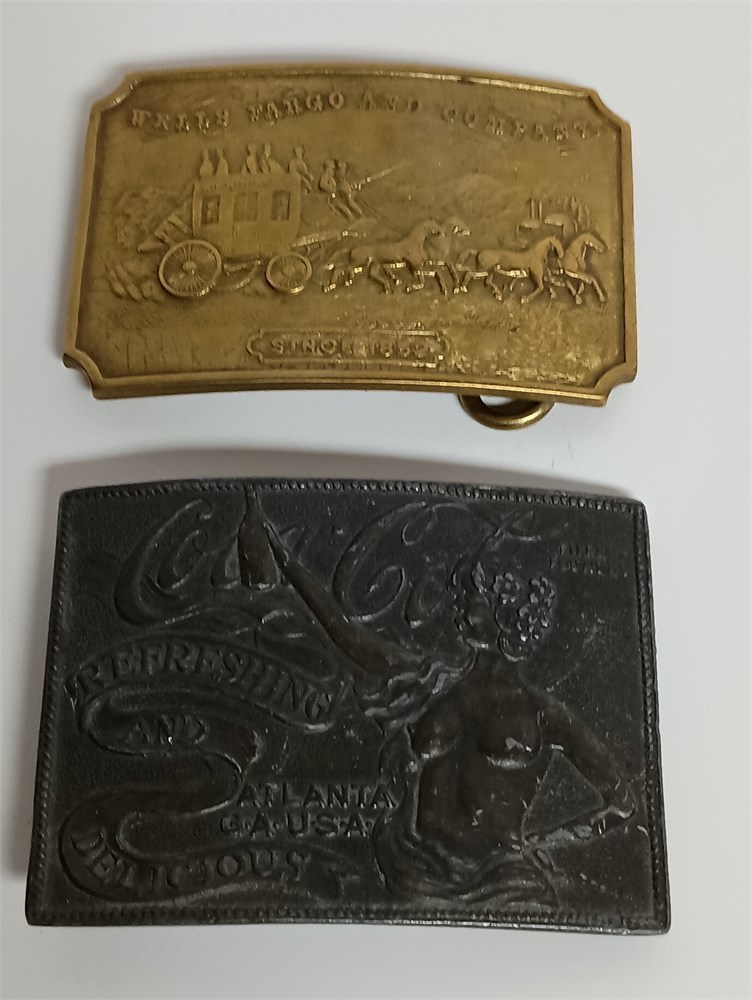 WELLS FARGO AND COMPANY
SINCE 1852
Coca-Cola
REFRESHING
AND
DELICIOUS
ATLANTA
GA·U·S·A·